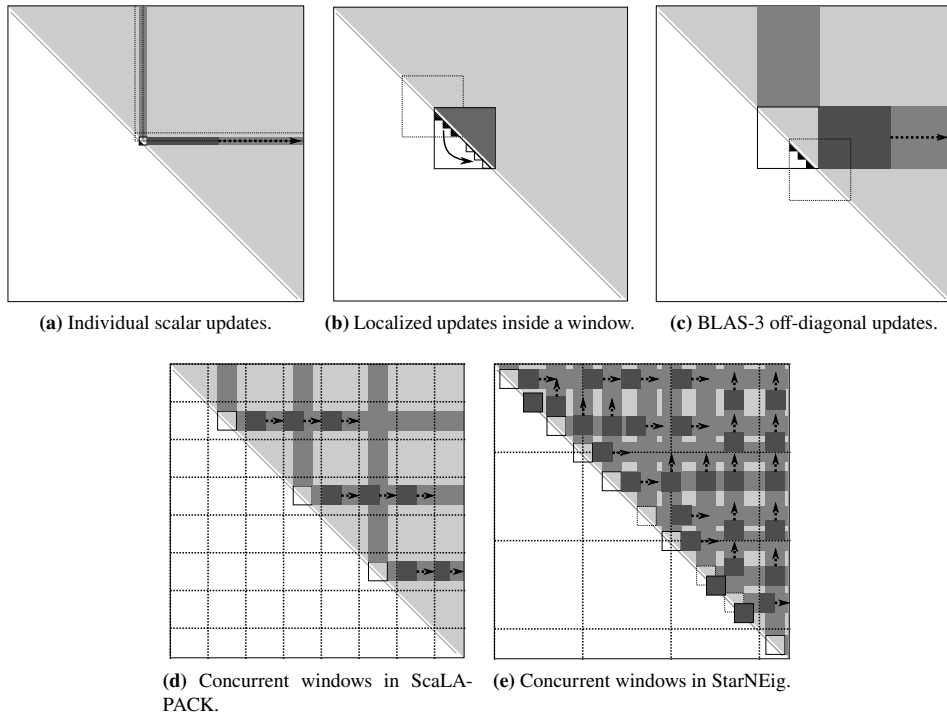 (a) Individual scalar updates.
(b) Localized updates inside a window.
(c) BLAS-3 off-diagonal updates.
(d) Concurrent windows in ScaLA-
PACK.
(e) Concurrent windows in StarNEig.